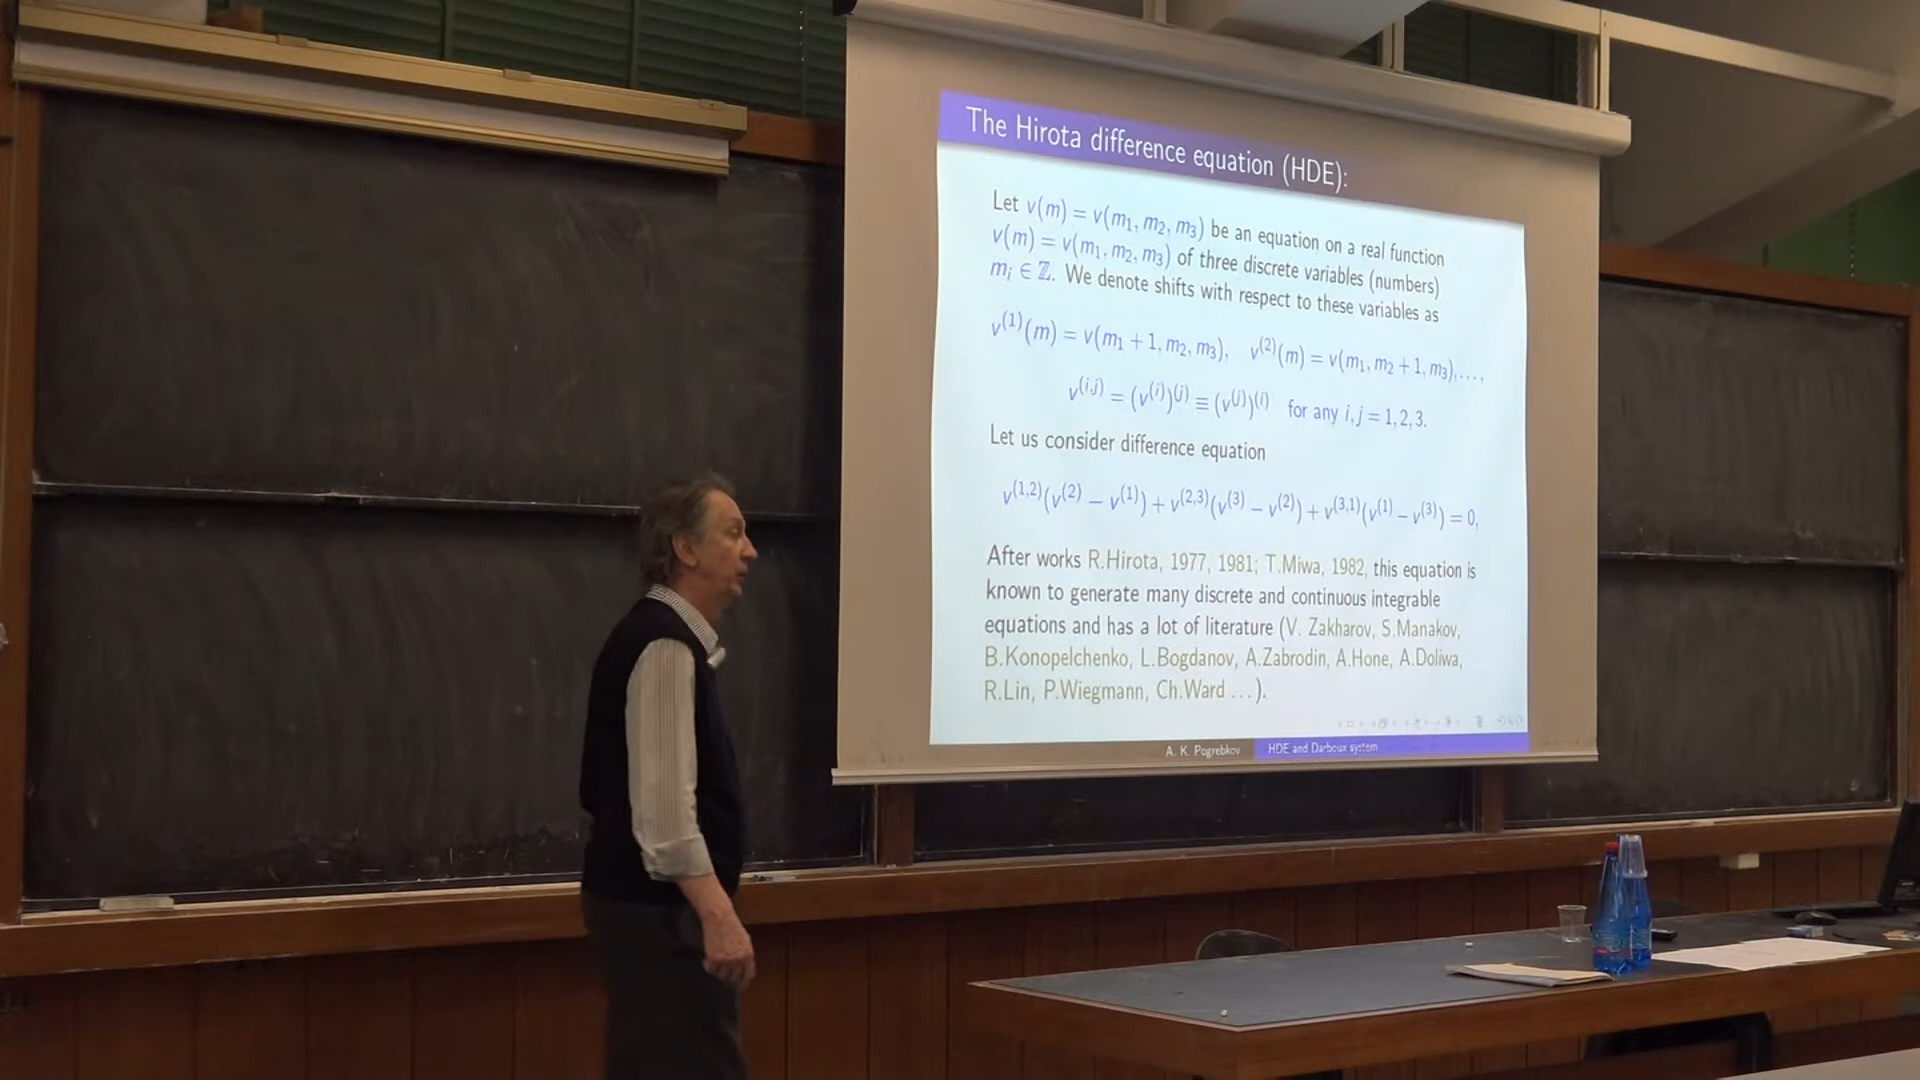 The Hirota difference equation (HDE):
Let v(m) = v(m₁, m₂, m₃) be an equation on a real function
v(m) = v(m₁, m₂, m₃) of three discrete variables (numbers)
mᵢ ∈ ℤ. We denote shifts with respect to these variables as
v⁽¹⁾(m) = v(m₁ + 1, m₂, m₃), v⁽²⁾(m) = v(m₁, m₂ + 1, m₃), …,
v⁽ⁱ,ʲ⁾ = (v⁽ⁱ⁾)⁽ʲ⁾ ≡ (v⁽ʲ⁾)⁽ⁱ⁾ for any i, j = 1, 2, 3.
Let us consider difference equation
v⁽¹,²⁾(v⁽²⁾ − v⁽¹⁾) + v⁽²,³⁾(v⁽³⁾ − v⁽²⁾) + v⁽³,¹⁾(v⁽¹⁾ − v⁽³⁾) = 0,
After works R.Hirota, 1977, 1981; T.Miwa, 1982, this equation is
known to generate many discrete and continuous integrable
equations and has a lot of literature (V. Zakharov, S.Manakov,
B.Konopelchenko, L.Bogdanov, A.Zabrodin, A.Hone, A.Doliwa,
R.Lin, P.Wiegmann, Ch.Ward …).
A. K. Pogrebkov HDE and Darboux system